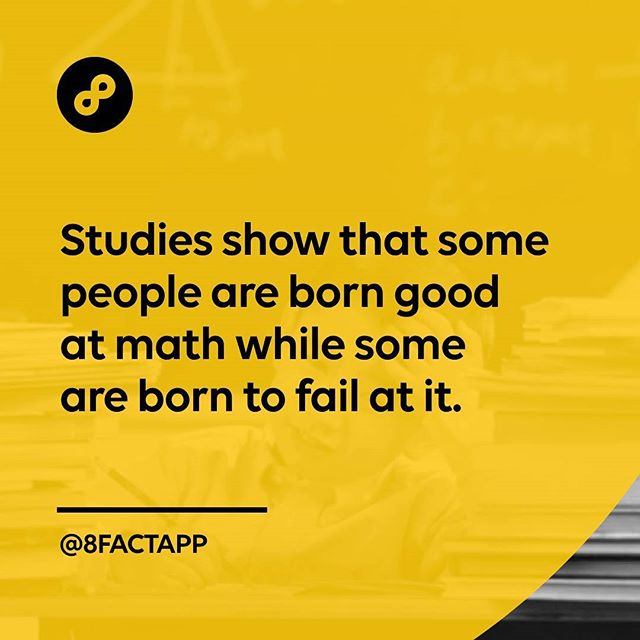 Studies show that some
people are born good
at math while some
are born to fail at it.
@8FACTAPP